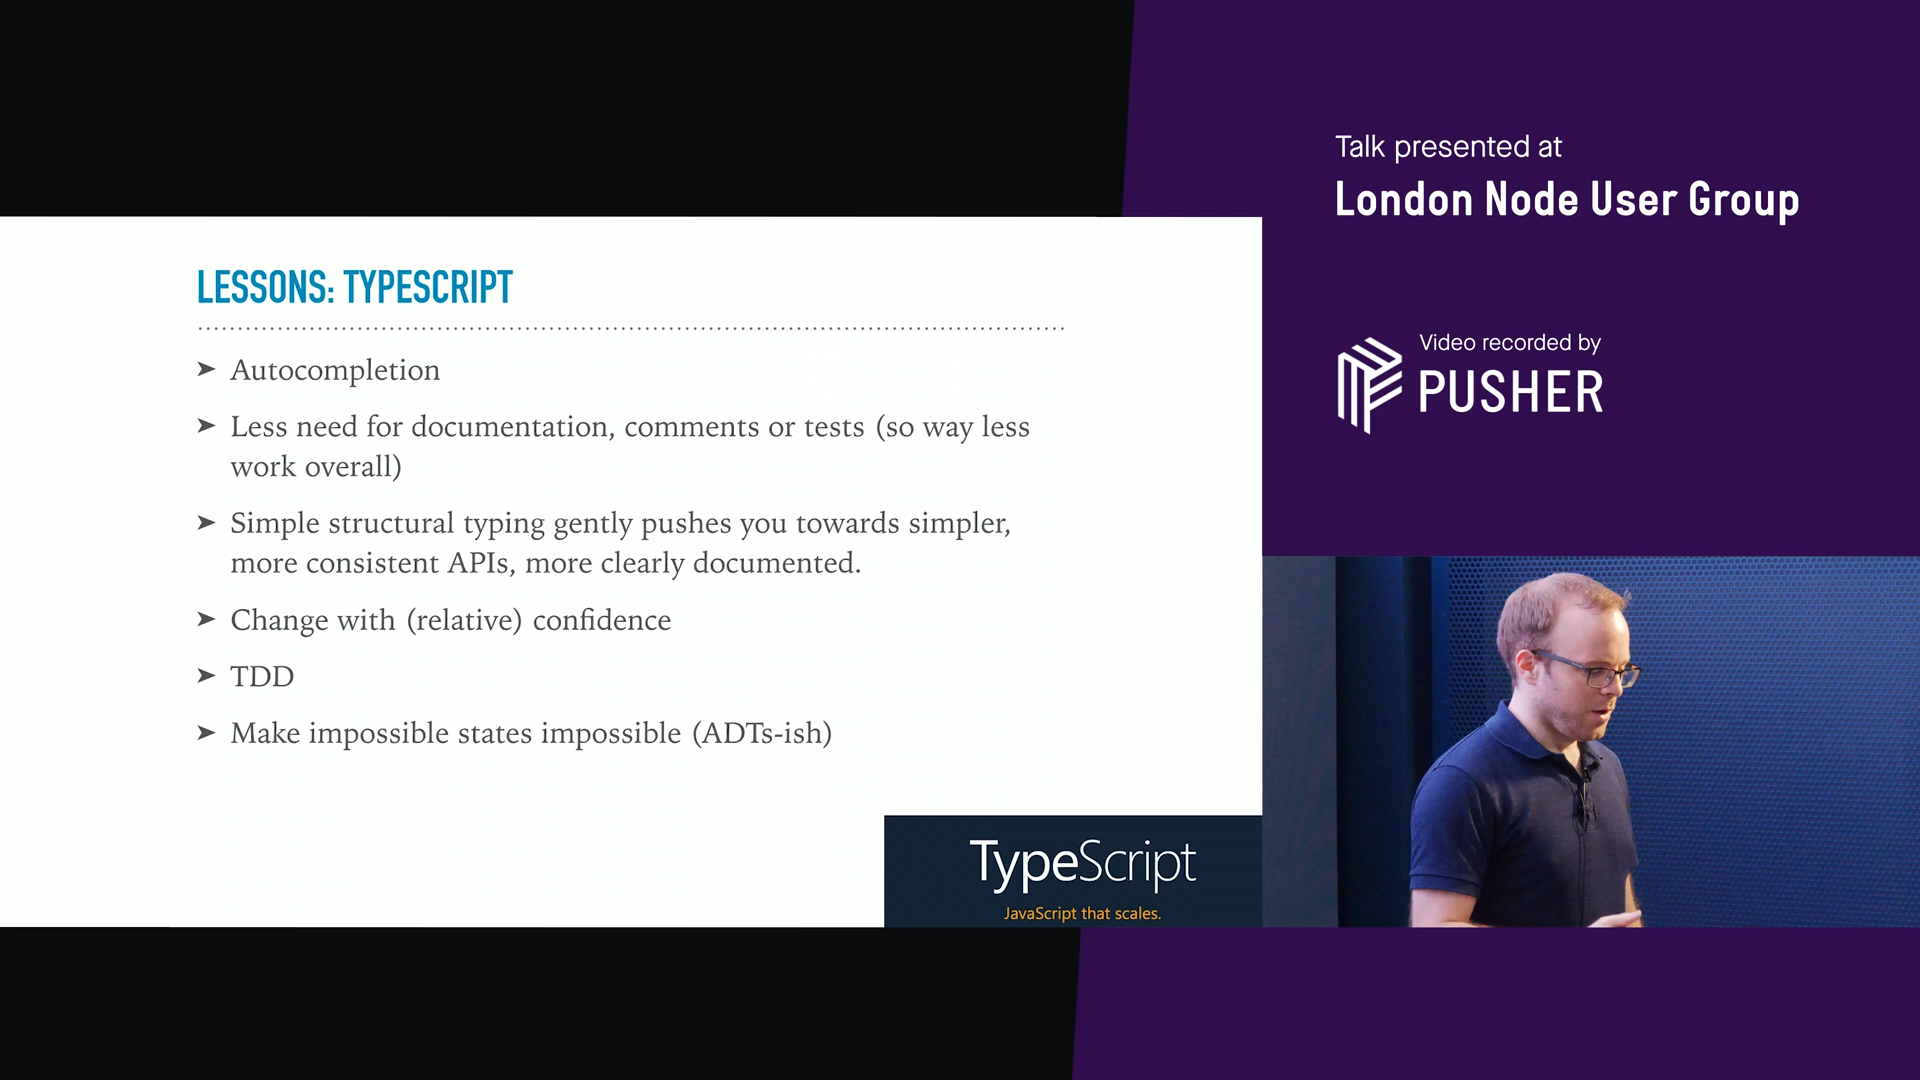 Talk presented at
London Node User Group
Video recorded by
PUSHER
LESSONS: TYPESCRIPT
➤ Autocompletion
➤ Less need for documentation, comments or tests (so way less
work overall)
➤ Simple structural typing gently pushes you towards simpler,
more consistent APIs, more clearly documented.
➤ Change with (relative) confidence
➤ TDD
➤ Make impossible states impossible (ADTs-ish)
TypeScript
JavaScript that scales.